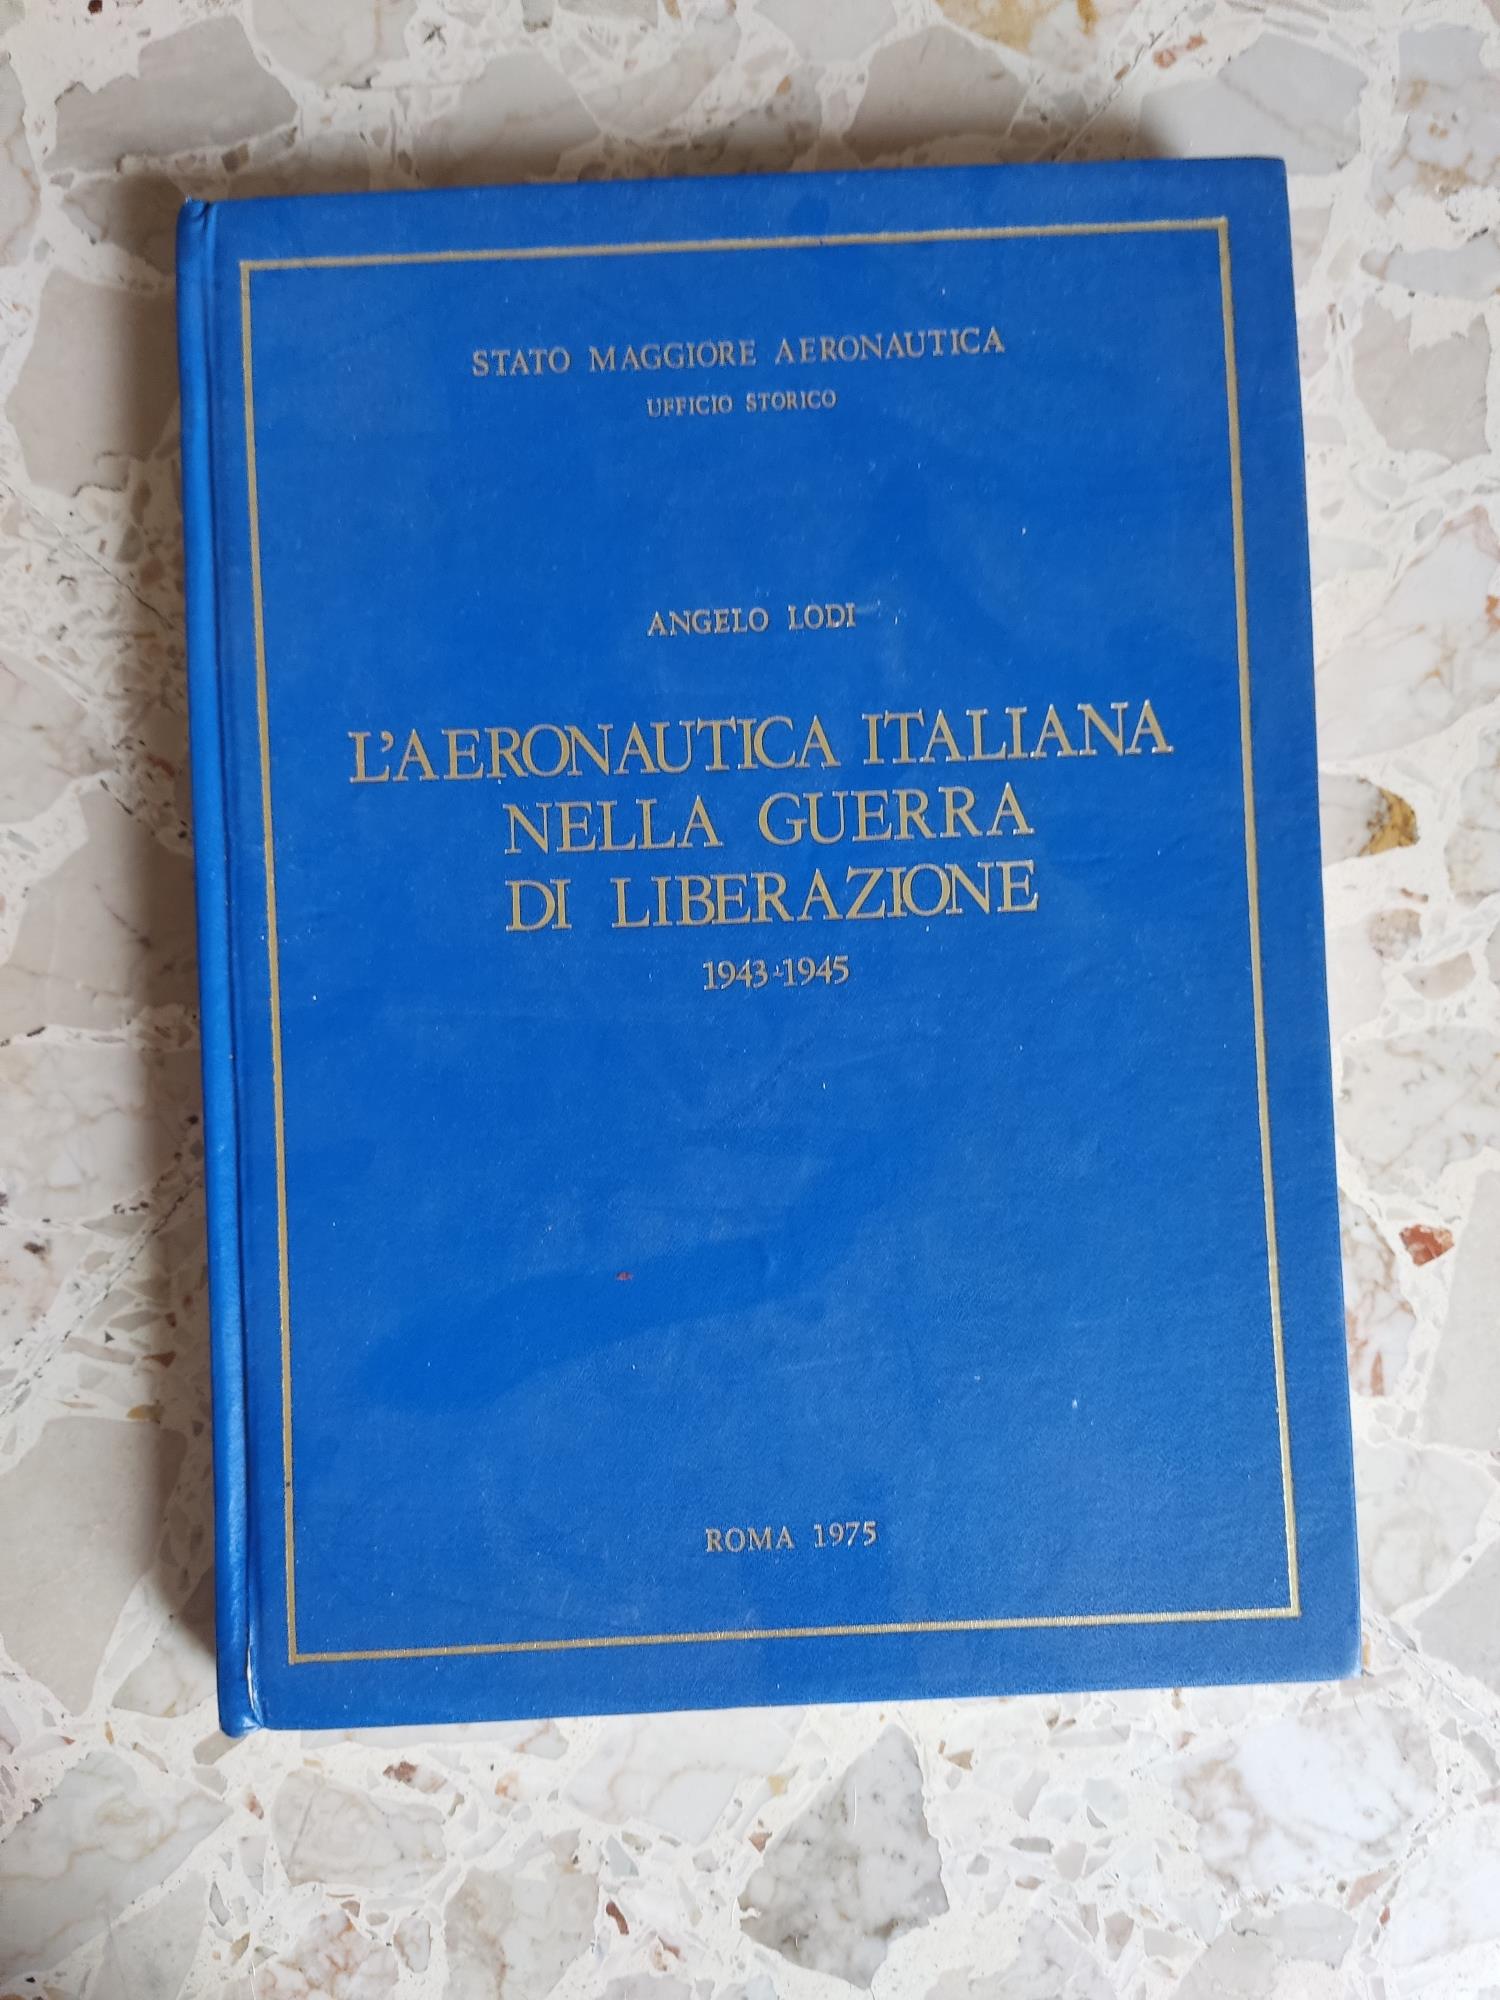 STATO MAGGIORE AERONAUTICA
UFFICIO STORICO
ANGELO LODI
L'AERONAUTICA ITALIANA
NELLA GUERRA
DI LIBERAZIONE
1943-1945
ROMA 1975